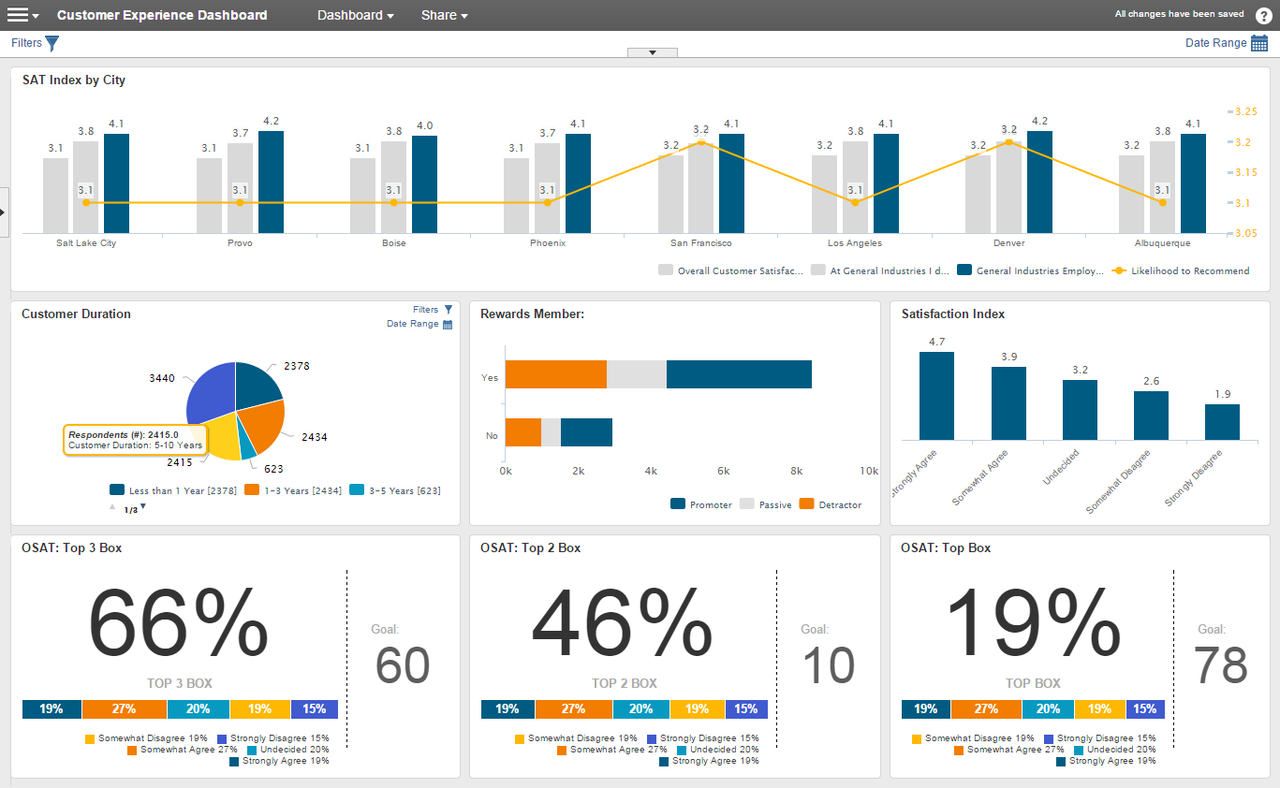 Customer Experience Dashboard Dashboard Share All changes have been saved ?
Filters Date Range
SAT Index by City
3.1 3.8 4.1 3.1 3.7 4.2 3.1 3.8 4.0 3.1 3.7 4.1 3.2 3.2 4.1 3.2 3.8 4.1 3.2 3.2 4.2 3.2 3.8 4.1
3.1 3.1 3.1 3.1 3.1 3.1
3.25
3.2
3.15
3.1
3.05
Salt Lake City Provo Boise Phoenix San Francisco Los Angeles Denver Albuquerque
Overall Customer Satisfac... At General Industries I d... General Industries Employ... Likelihood to Recommend
Customer Duration
Filters
Date Range
2378
3440
2434
Respondents (#): 2415.0
Customer Duration: 5-10 Years
2415
623
Less than 1 Year [2378] 1-3 Years [2434] 3-5 Years [623]
1/3
Rewards Member:
Yes
No
0k 2k 4k 6k 8k 10k
Promoter Passive Detractor
Satisfaction Index
4.7 3.9 3.2 2.6 1.9
Strongly Agree Somewhat Agree Undecided Somewhat Disagree Strongly Disagree
OSAT: Top 3 Box
66%
TOP 3 BOX
Goal:
60
19% 27% 20% 19% 15%
Somewhat Disagree 19% Strongly Disagree 15%
Somewhat Agree 27% Undecided 20%
Strongly Agree 19%
OSAT: Top 2 Box
46%
TOP 2 BOX
Goal:
10
19% 27% 20% 19% 15%
Somewhat Disagree 19% Strongly Disagree 15%
Somewhat Agree 27% Undecided 20%
Strongly Agree 19%
OSAT: Top Box
19%
TOP BOX
Goal:
78
19% 27% 20% 19% 15%
Somewhat Disagree 19% Strongly Disagree 15%
Somewhat Agree 27% Undecided 20%
Strongly Agree 19%